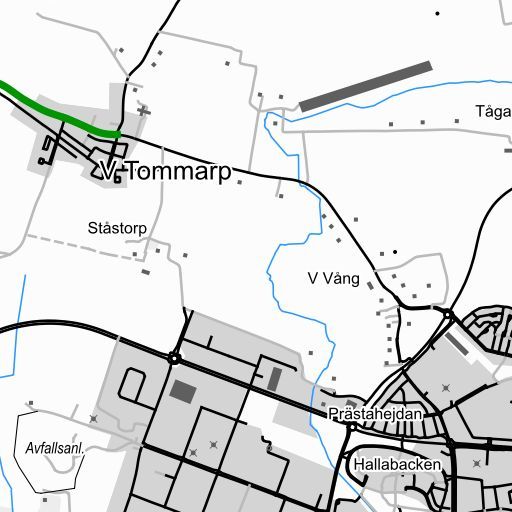 Tåga
V Tommarp
Ståstorp
V Vång
Prästahejdan
Avfallsanl.
Hallabacken